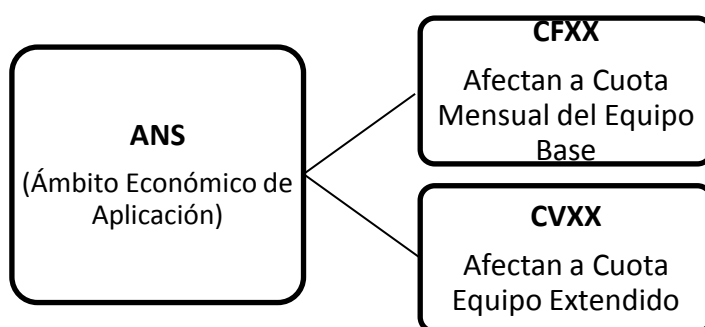 ANS
(Ámbito Económico de
Aplicación)
CFXX
Afectan a Cuota
Mensual del Equipo
Base
CVXX
Afectan a Cuota
Equipo Extendido